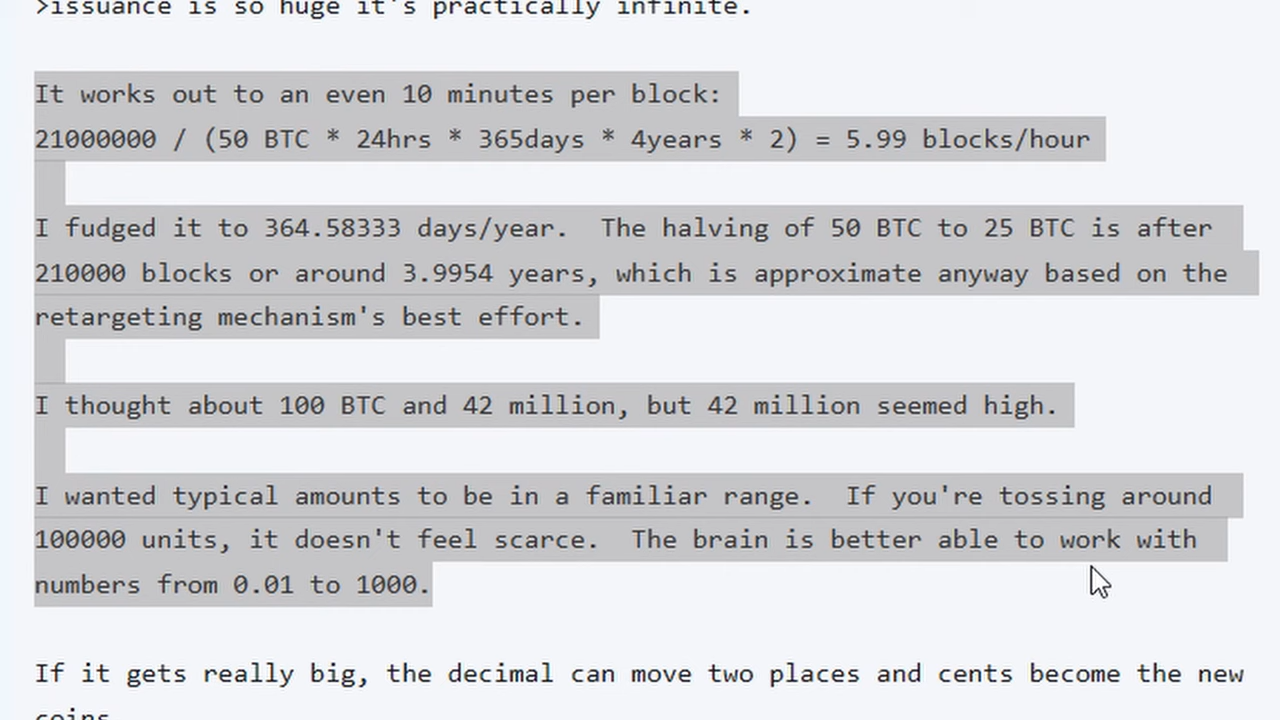 >issuance is so huge it's practically infinite.
It works out to an even 10 minutes per block:
21000000 / (50 BTC * 24hrs * 365days * 4years * 2) = 5.99 blocks/hour
I fudged it to 364.58333 days/year.  The halving of 50 BTC to 25 BTC is after
210000 blocks or around 3.9954 years, which is approximate anyway based on the
retargeting mechanism's best effort.
I thought about 100 BTC and 42 million, but 42 million seemed high.
I wanted typical amounts to be in a familiar range.  If you're tossing around
100000 units, it doesn't feel scarce.  The brain is better able to work with
numbers from 0.01 to 1000.
If it gets really big, the decimal can move two places and cents become the new
coins.